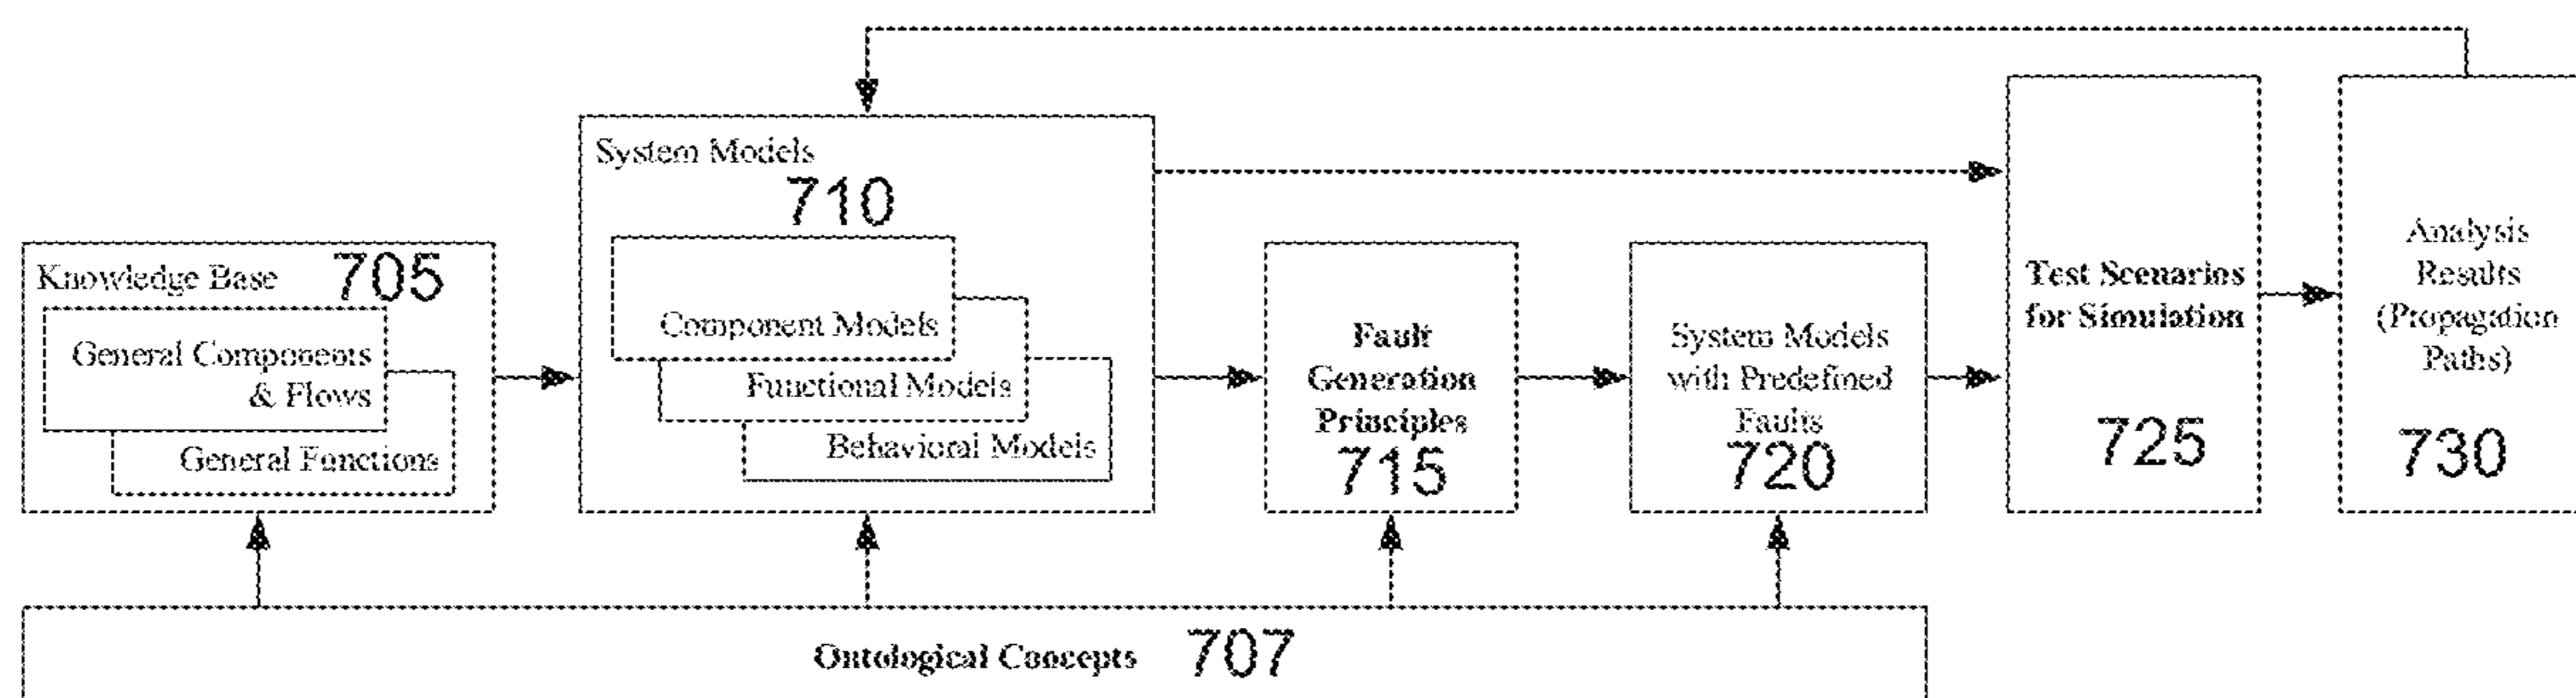 System Models
710
Component Models
Functional Models
Behavioral Models
Knowledge Base 705
General Components
& Flows
General Functions
Fault
Generation
Principles
715
System Models
with Predefined
Faults
720
Test Scenarios
for Simulation
725
Analysis
Results
(Propagation
Paths)
730
Ontological Concepts 707